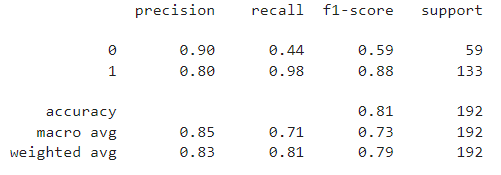 precision recall f1-score support
0 0.90 0.44 0.59 59
1 0.80 0.98 0.88 133
accuracy 0.81 192
macro avg 0.85 0.71 0.73 192
weighted avg 0.83 0.81 0.79 192